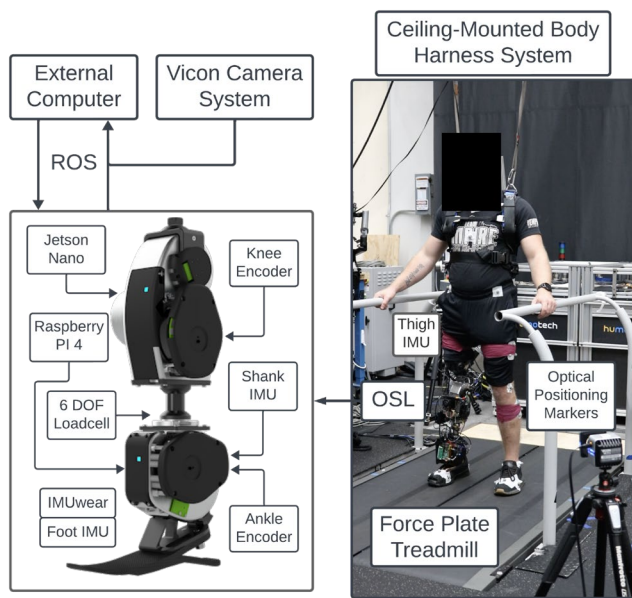 Ceiling-Mounted Body
Harness System
External
Computer
Vicon Camera
System
ROS
Jetson
Nano
Knee
Encoder
Raspberry
PI 4
Shank
IMU
6 DOF
Loadcell
IMUwear
Foot IMU
Ankle
Encoder
Thigh
IMU
OSL
Optical
Positioning
Markers
Force Plate
Treadmill